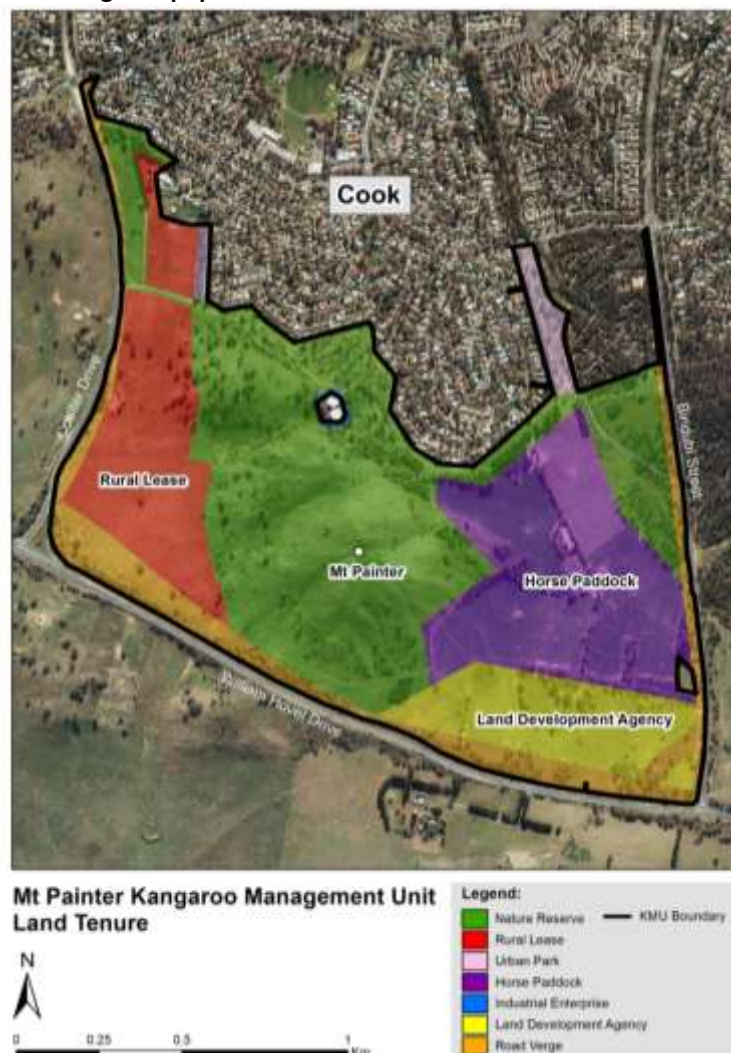 Cook
Rural Lease
Mt Painter
Horse Paddock
Bindubi Street
William Hovel Drive
Land Development Agency
Mt Painter Kangaroo Management Unit
Land Tenure
N
0 0.25 0.5 1
Km
Legend:
Nature Reserve
KMU Boundary
Rural Lease
Urban Park
Horse Paddock
Industrial Enterprise
Land Development Agency
Road Verge